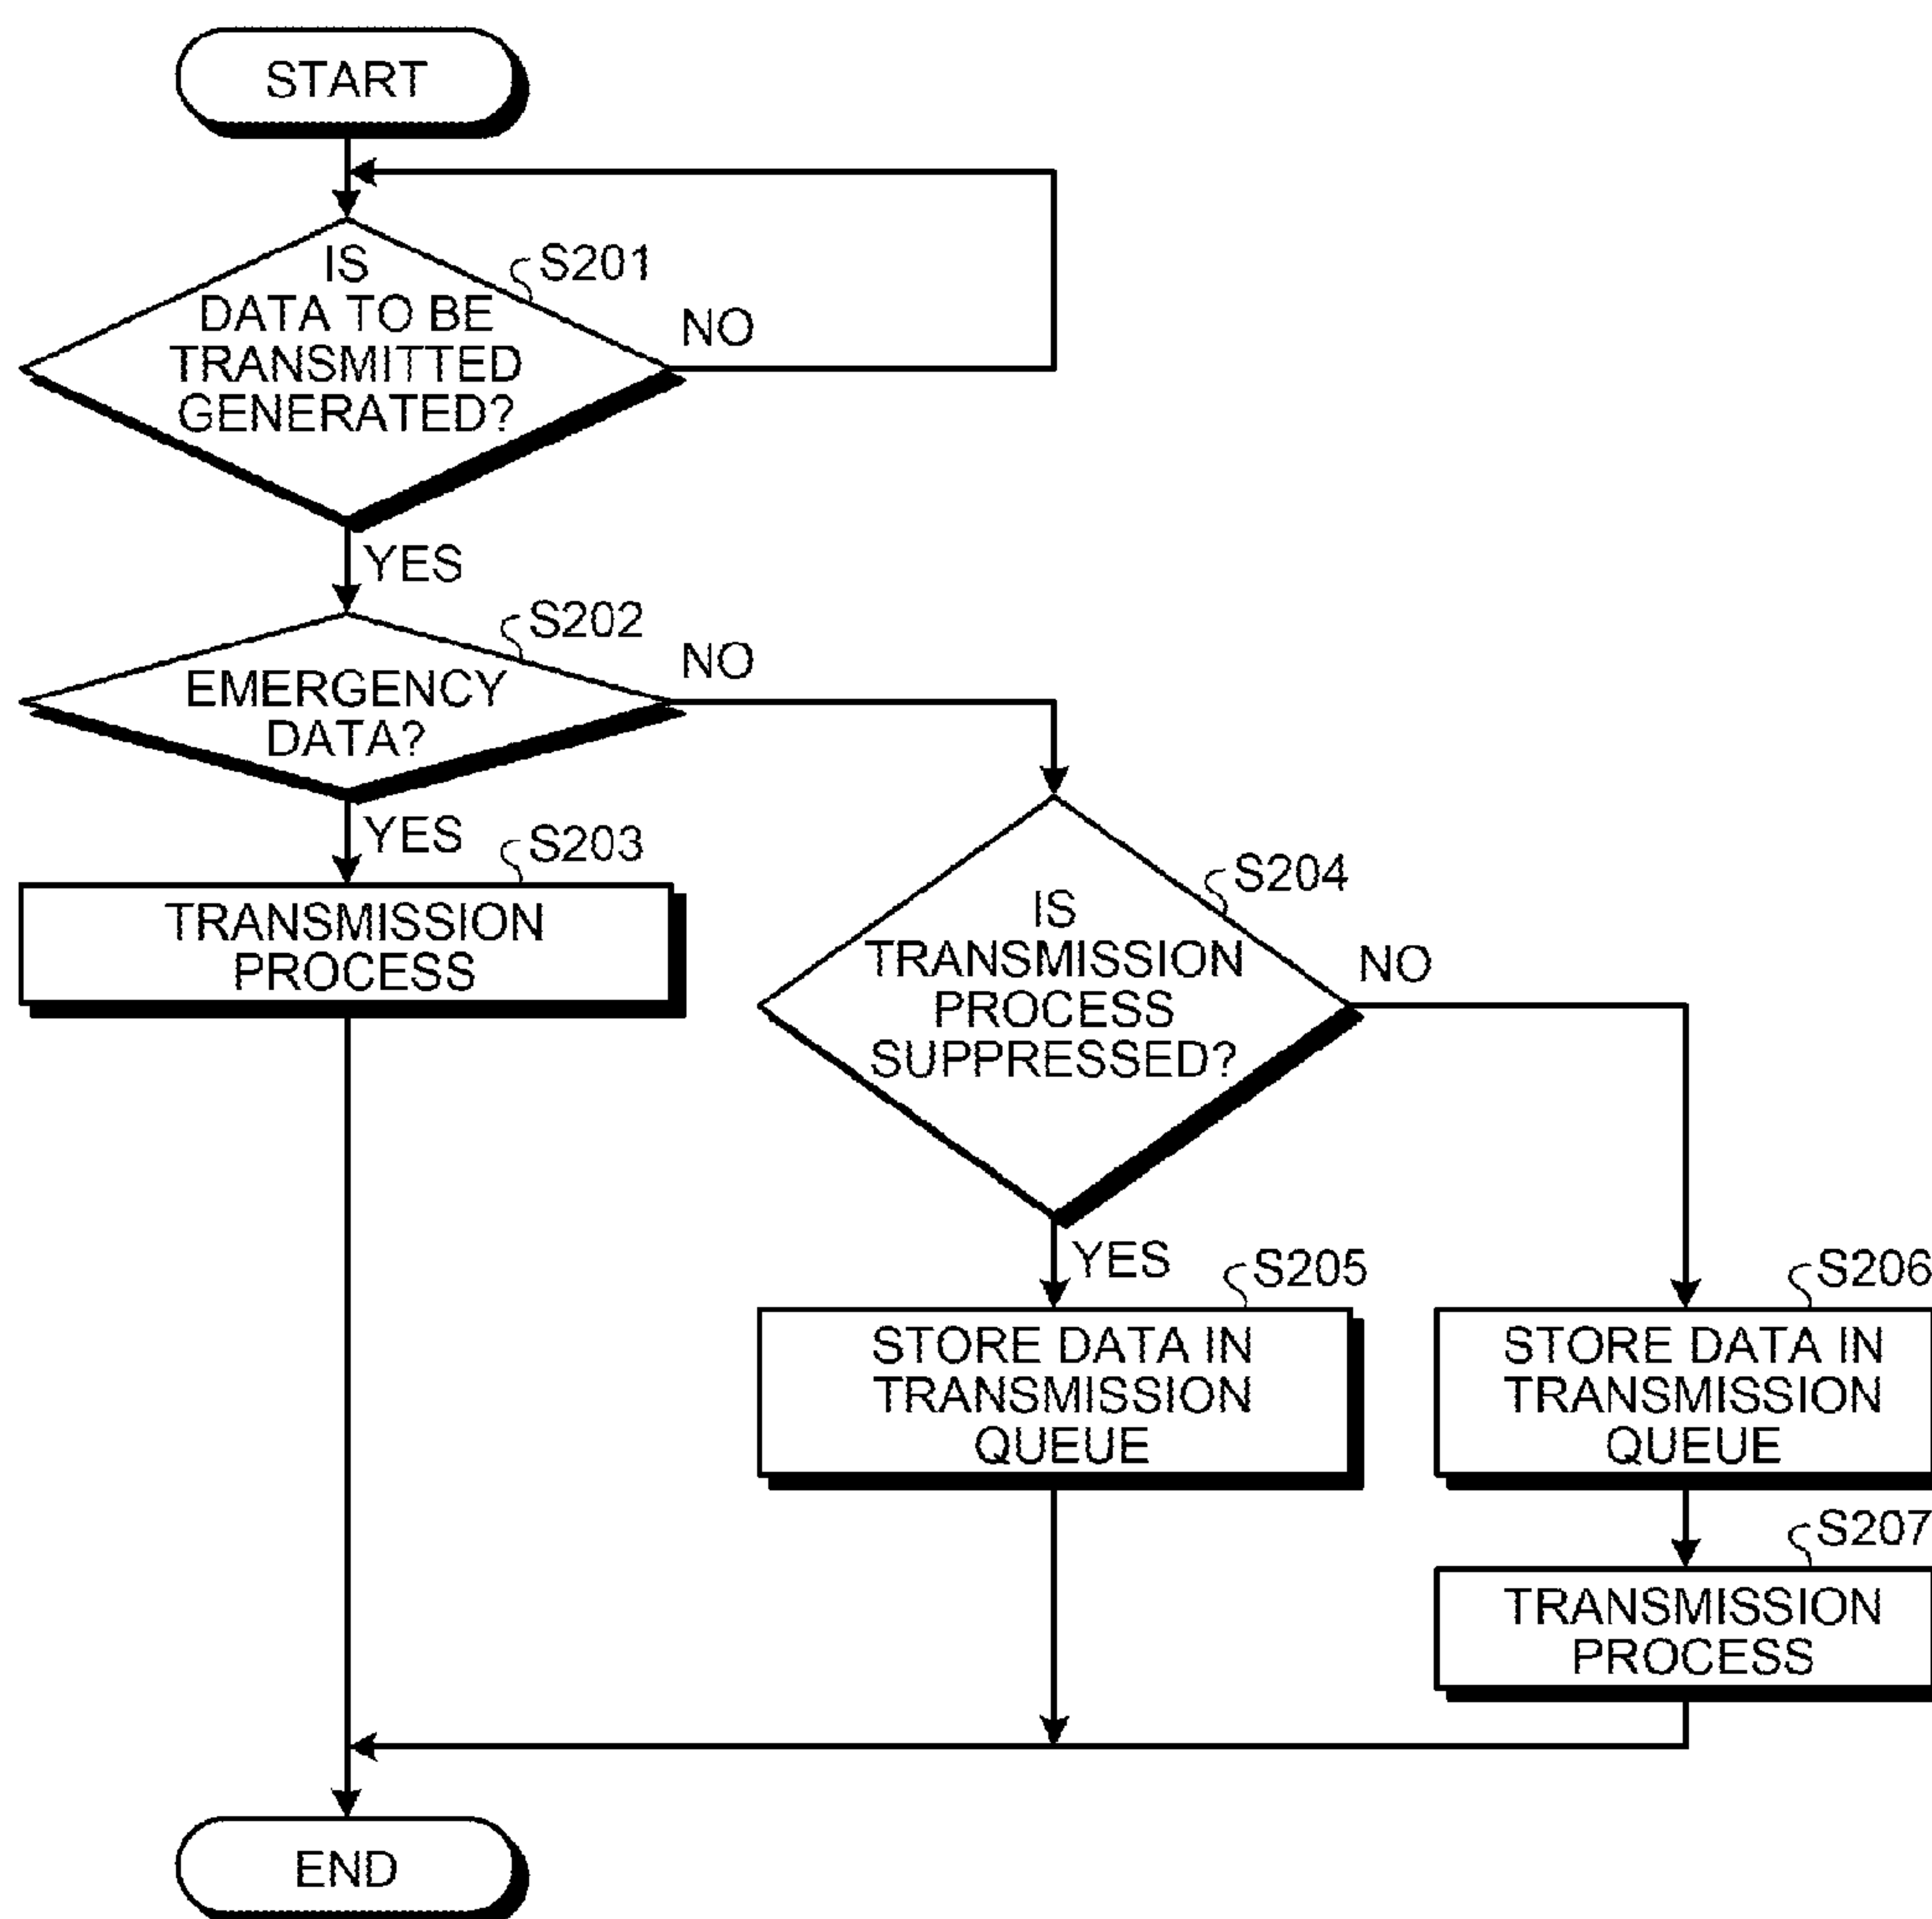 START
IS
DATA TO BE
TRANSMITTED
GENERATED?
S201
NO
YES
EMERGENCY
DATA?
S202
NO
YES
S203
TRANSMISSION
PROCESS
IS
TRANSMISSION
PROCESS
SUPPRESSED?
S204
NO
YES
S205
STORE DATA IN
TRANSMISSION
QUEUE
S206
STORE DATA IN
TRANSMISSION
QUEUE
S207
TRANSMISSION
PROCESS
END